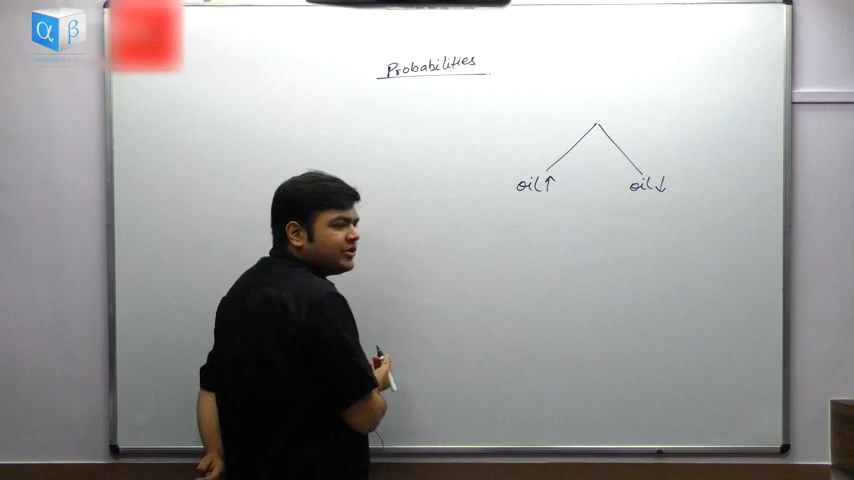 α β
Probabilities
oil↑ oil↓